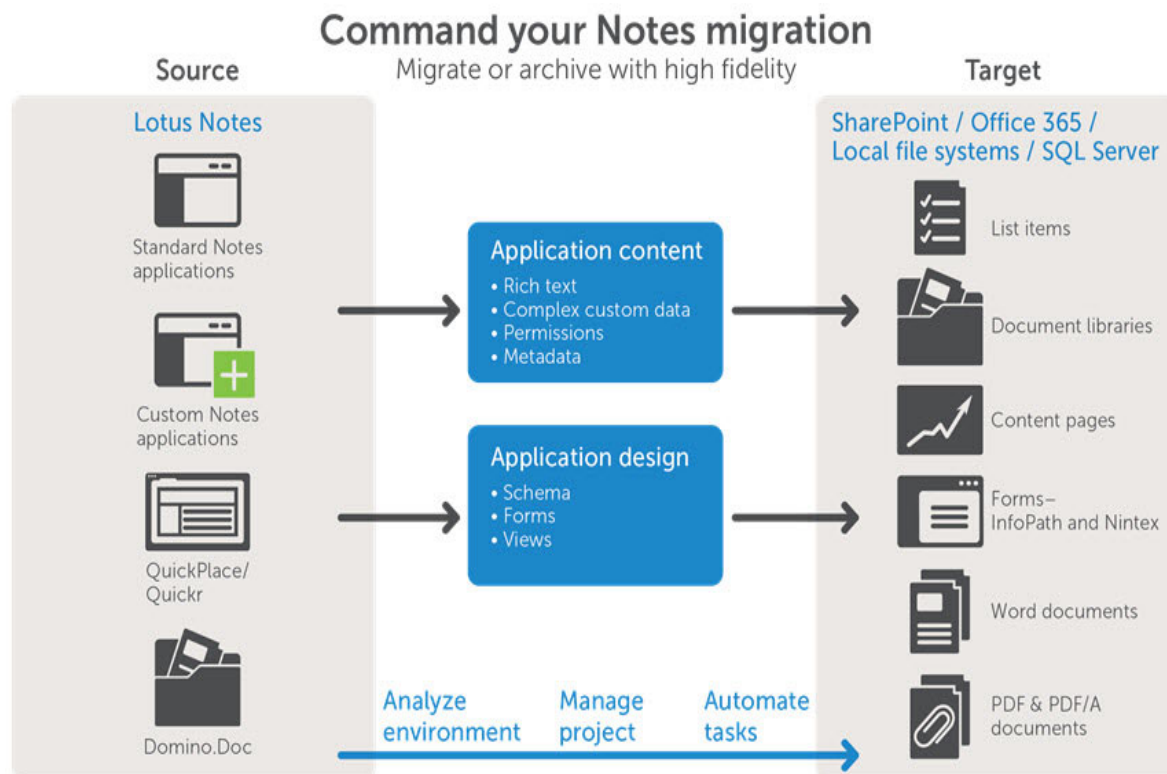 Command your Notes migration
Migrate or archive with high fidelity
Source
Lotus Notes
Standard Notes
applications
Custom Notes
applications
QuickPlace/
Quickr
Domino.Doc
Application content
• Rich text
• Complex custom data
• Permissions
• Metadata
Application design
• Schema
• Forms
• Views
Analyze
environment
Manage
project
Automate
tasks
Target
SharePoint / Office 365 /
Local file systems / SQL Server
List items
Document libraries
Content pages
Forms–
InfoPath and Nintex
Word documents
PDF & PDF/A
documents